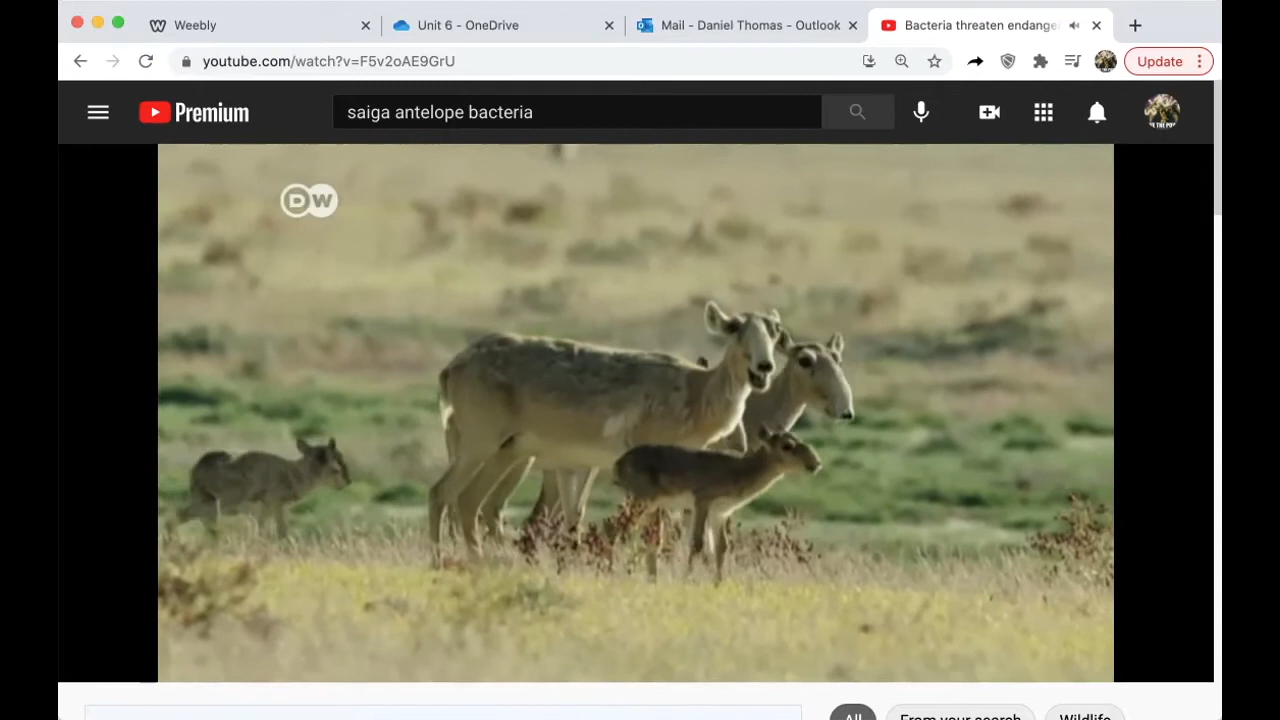 Weebly
Unit 6 - OneDrive
Mail - Daniel Thomas - Outlook
Bacteria threaten endange
youtube.com/watch?v=F5v2oAE9GrU
Update
Premium
saiga antelope bacteria
DW
All
From your search
Wildlife